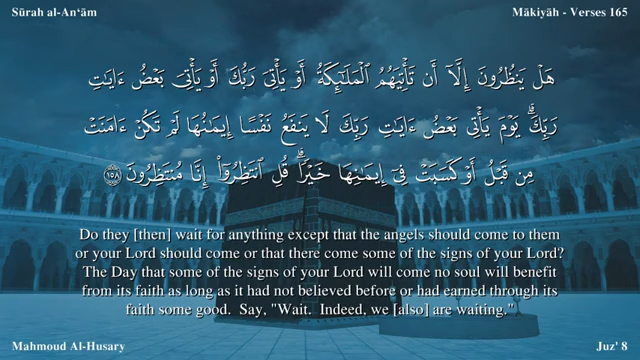 Sūrah al-An‘ām
Mākiyāh - Verses 165
هَلْ يَنظُرُونَ إِلَّآ أَن تَأْتِيَهُمُ ٱلْمَلَـٰٓئِكَةُ أَوْ يَأْتِىَ رَبُّكَ أَوْ يَأْتِىَ بَعْضُ ءَايَـٰتِ
رَبِّكَ ۗ يَوْمَ يَأْتِى بَعْضُ ءَايَـٰتِ رَبِّكَ لَا يَنفَعُ نَفْسًا إِيمَـٰنُهَا لَمْ تَكُنْ ءَامَنَتْ
مِن قَبْلُ أَوْ كَسَبَتْ فِىٓ إِيمَـٰنِهَا خَيْرًا ۗ قُلِ ٱنتَظِرُوٓا۟ إِنَّا مُنتَظِرُونَ ١٥٨
Do they [then] wait for anything except that the angels should come to them
or your Lord should come or that there come some of the signs of your Lord?
The Day that some of the signs of your Lord will come no soul will benefit
from its faith as long as it had not believed before or had earned through its
faith some good. Say, "Wait. Indeed, we [also] are waiting."
Mahmoud Al-Husary
Juz' 8